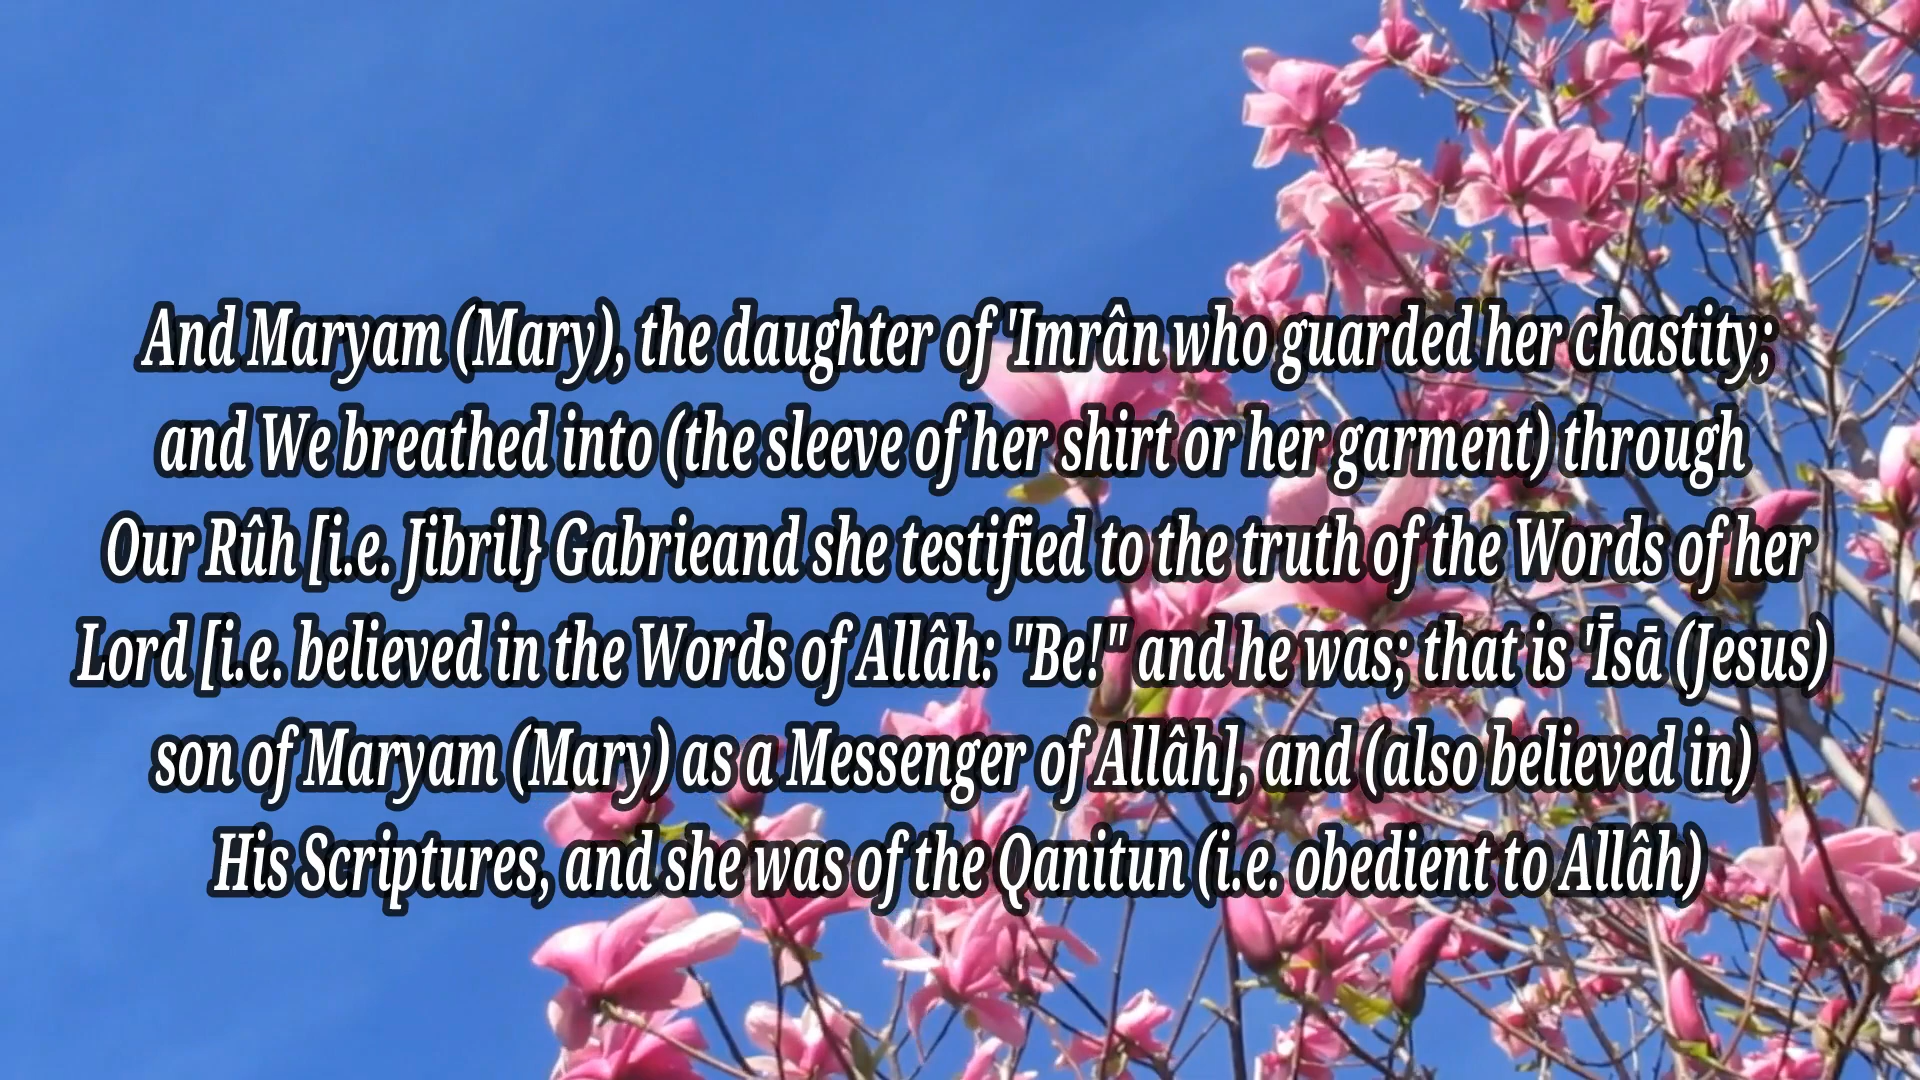 And Maryam (Mary), the daughter of 'Imrân who guarded her chastity;
and We breathed into (the sleeve of her shirt or her garment) through
Our Rûh [i.e. Jibril} Gabrieand she testified to the truth of the Words of her
Lord [i.e. believed in the Words of Allâh: "Be!" and he was; that is 'Īsā (Jesus)
son of Maryam (Mary) as a Messenger of Allâh], and (also believed in)
His Scriptures, and she was of the Qanitun (i.e. obedient to Allâh)